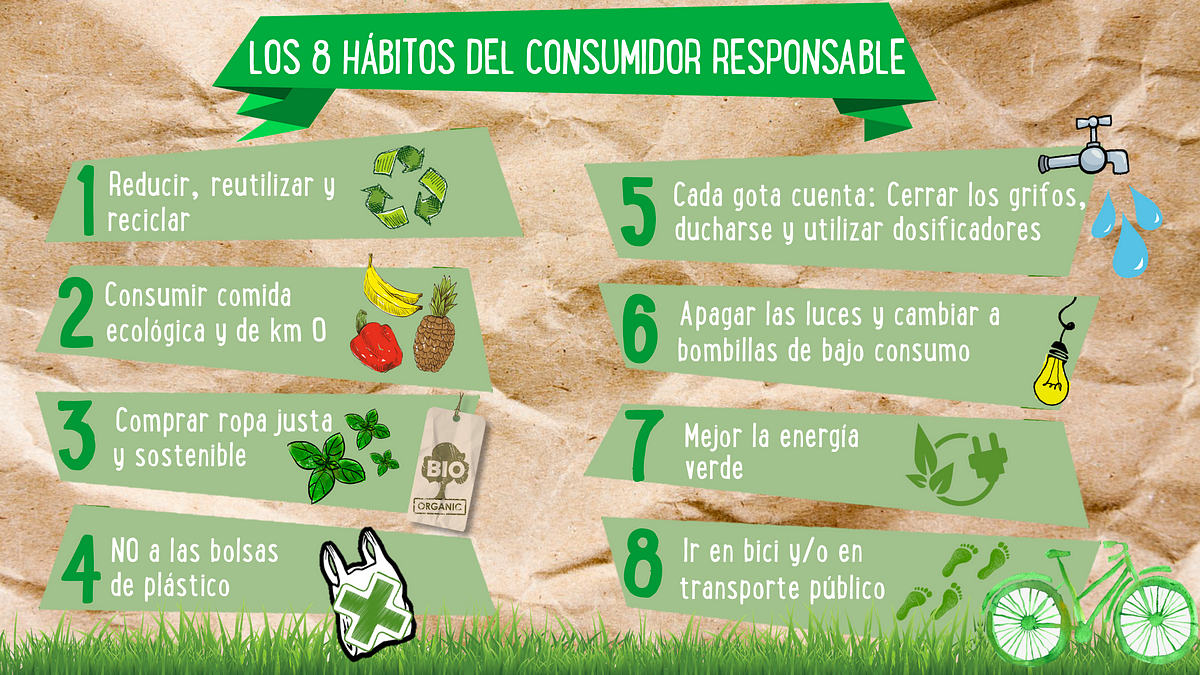 LOS 8 HÁBITOS DEL CONSUMIDOR RESPONSABLE
1
Reducir, reutilizar y
reciclar
2
Consumir comida
ecológica y de km 0
3
Comprar ropa justa
y sostenible
BIO
ORGANIC
4
NO a las bolsas
de plástico
5
Cada gota cuenta: Cerrar los grifos,
ducharse y utilizar dosificadores
6
Apagar las luces y cambiar a
bombillas de bajo consumo
7
Mejor la energía
verde
8
Ir en bici y/o en
transporte público